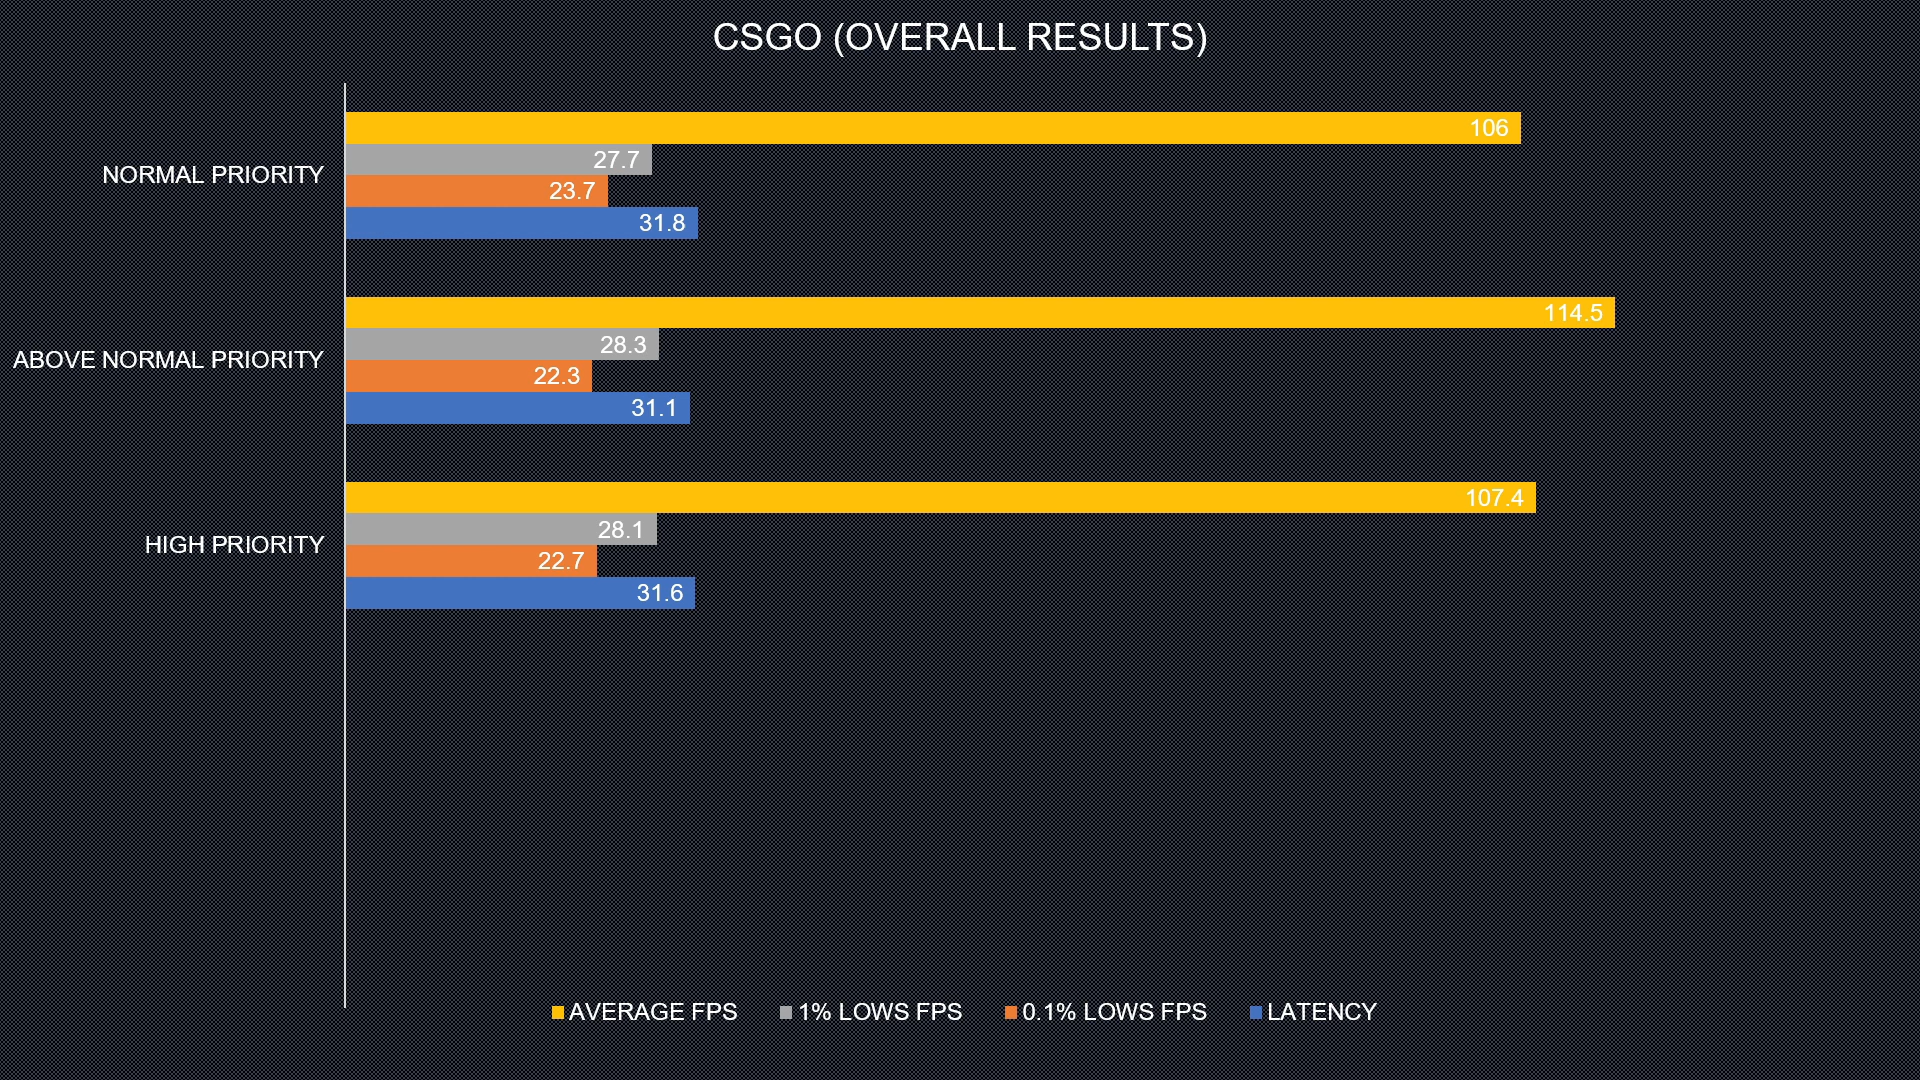 CSGO (OVERALL RESULTS)
NORMAL PRIORITY
106
27.7
23.7
31.8
ABOVE NORMAL PRIORITY
114.5
28.3
22.3
31.1
HIGH PRIORITY
107.4
28.1
22.7
31.6
AVERAGE FPS 1% LOWS FPS 0.1% LOWS FPS LATENCY